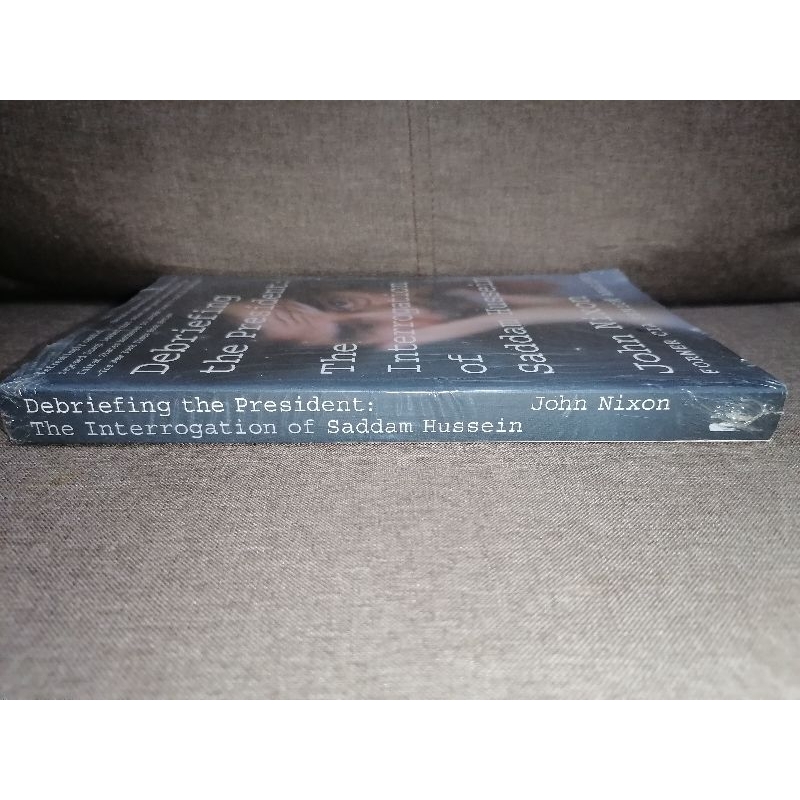 Debriefing
the President:
The
Interrogation
of
Saddam Hussein
John Nixon
FORMER
Debriefing the President:
The Interrogation of Saddam Hussein
John Nixon